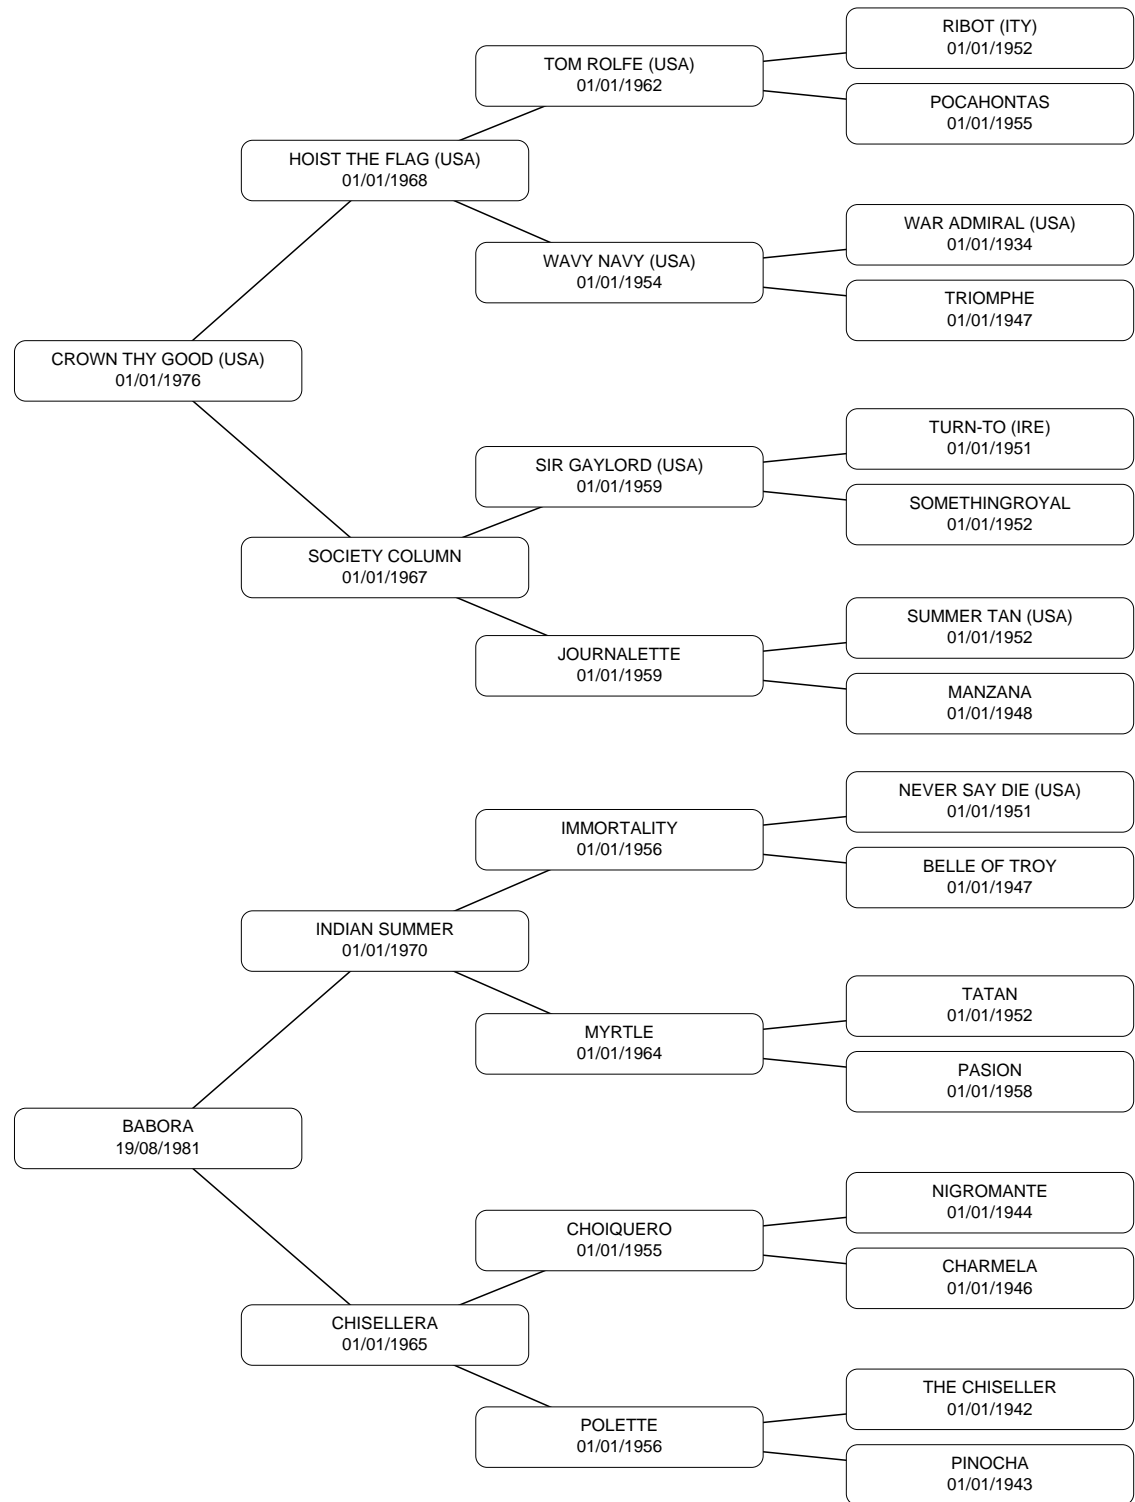 RIBOT (ITY)
01/01/1952
TOM ROLFE (USA)
01/01/1962
POCAHONTAS
01/01/1955
HOIST THE FLAG (USA)
01/01/1968
WAR ADMIRAL (USA)
01/01/1934
WAVY NAVY (USA)
01/01/1954
TRIOMPHE
01/01/1947
CROWN THY GOOD (USA)
01/01/1976
TURN-TO (IRE)
01/01/1951
SIR GAYLORD (USA)
01/01/1959
SOMETHINGROYAL
01/01/1952
SOCIETY COLUMN
01/01/1967
SUMMER TAN (USA)
01/01/1952
JOURNALETTE
01/01/1959
MANZANA
01/01/1948
NEVER SAY DIE (USA)
01/01/1951
IMMORTALITY
01/01/1956
BELLE OF TROY
01/01/1947
INDIAN SUMMER
01/01/1970
TATAN
01/01/1952
MYRTLE
01/01/1964
PASION
01/01/1958
BABORA
19/08/1981
NIGROMANTE
01/01/1944
CHOIQUERO
01/01/1955
CHARMELA
01/01/1946
CHISELLERA
01/01/1965
THE CHISELLER
01/01/1942
POLETTE
01/01/1956
PINOCHA
01/01/1943